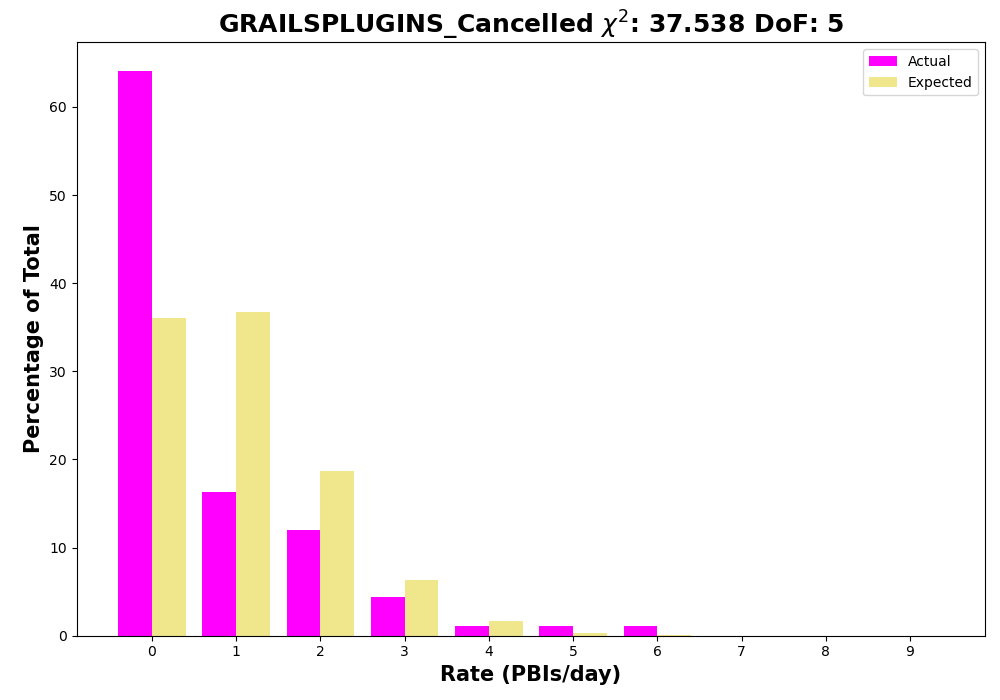 GRAILSPLUGINS_Cancelled χ²: 37.538 DoF: 5
Actual
Expected
Percentage of Total
60
50
40
30
20
10
0
0 1 2 3 4 5 6 7 8 9
Rate (PBIs/day)